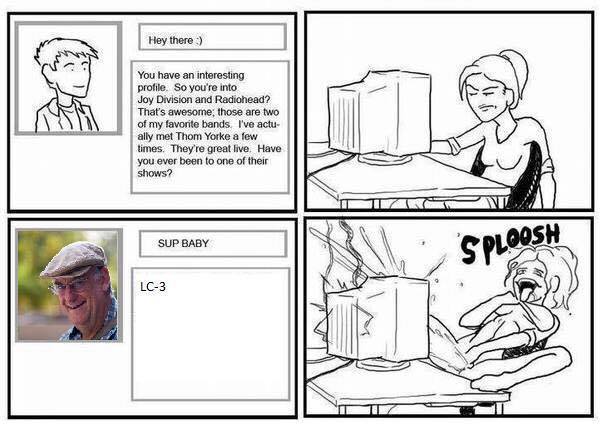 Hey there :)
You have an interesting
profile.  So you're into
Joy Division and Radiohead?
That's awesome; those are two
of my favorite bands.  I've actu-
ally met Thom Yorke a few
times.  They're great live.  Have
you ever been to one of their
shows?
SUP BABY
LC-3
SPLOOSH